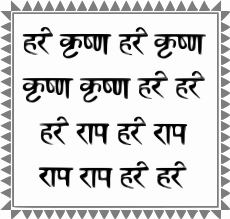 हरे कृष्ण हरे कृष्ण
कृष्ण कृष्ण हरे हरे
हरे राम हरे राम
राम राम हरे हरे